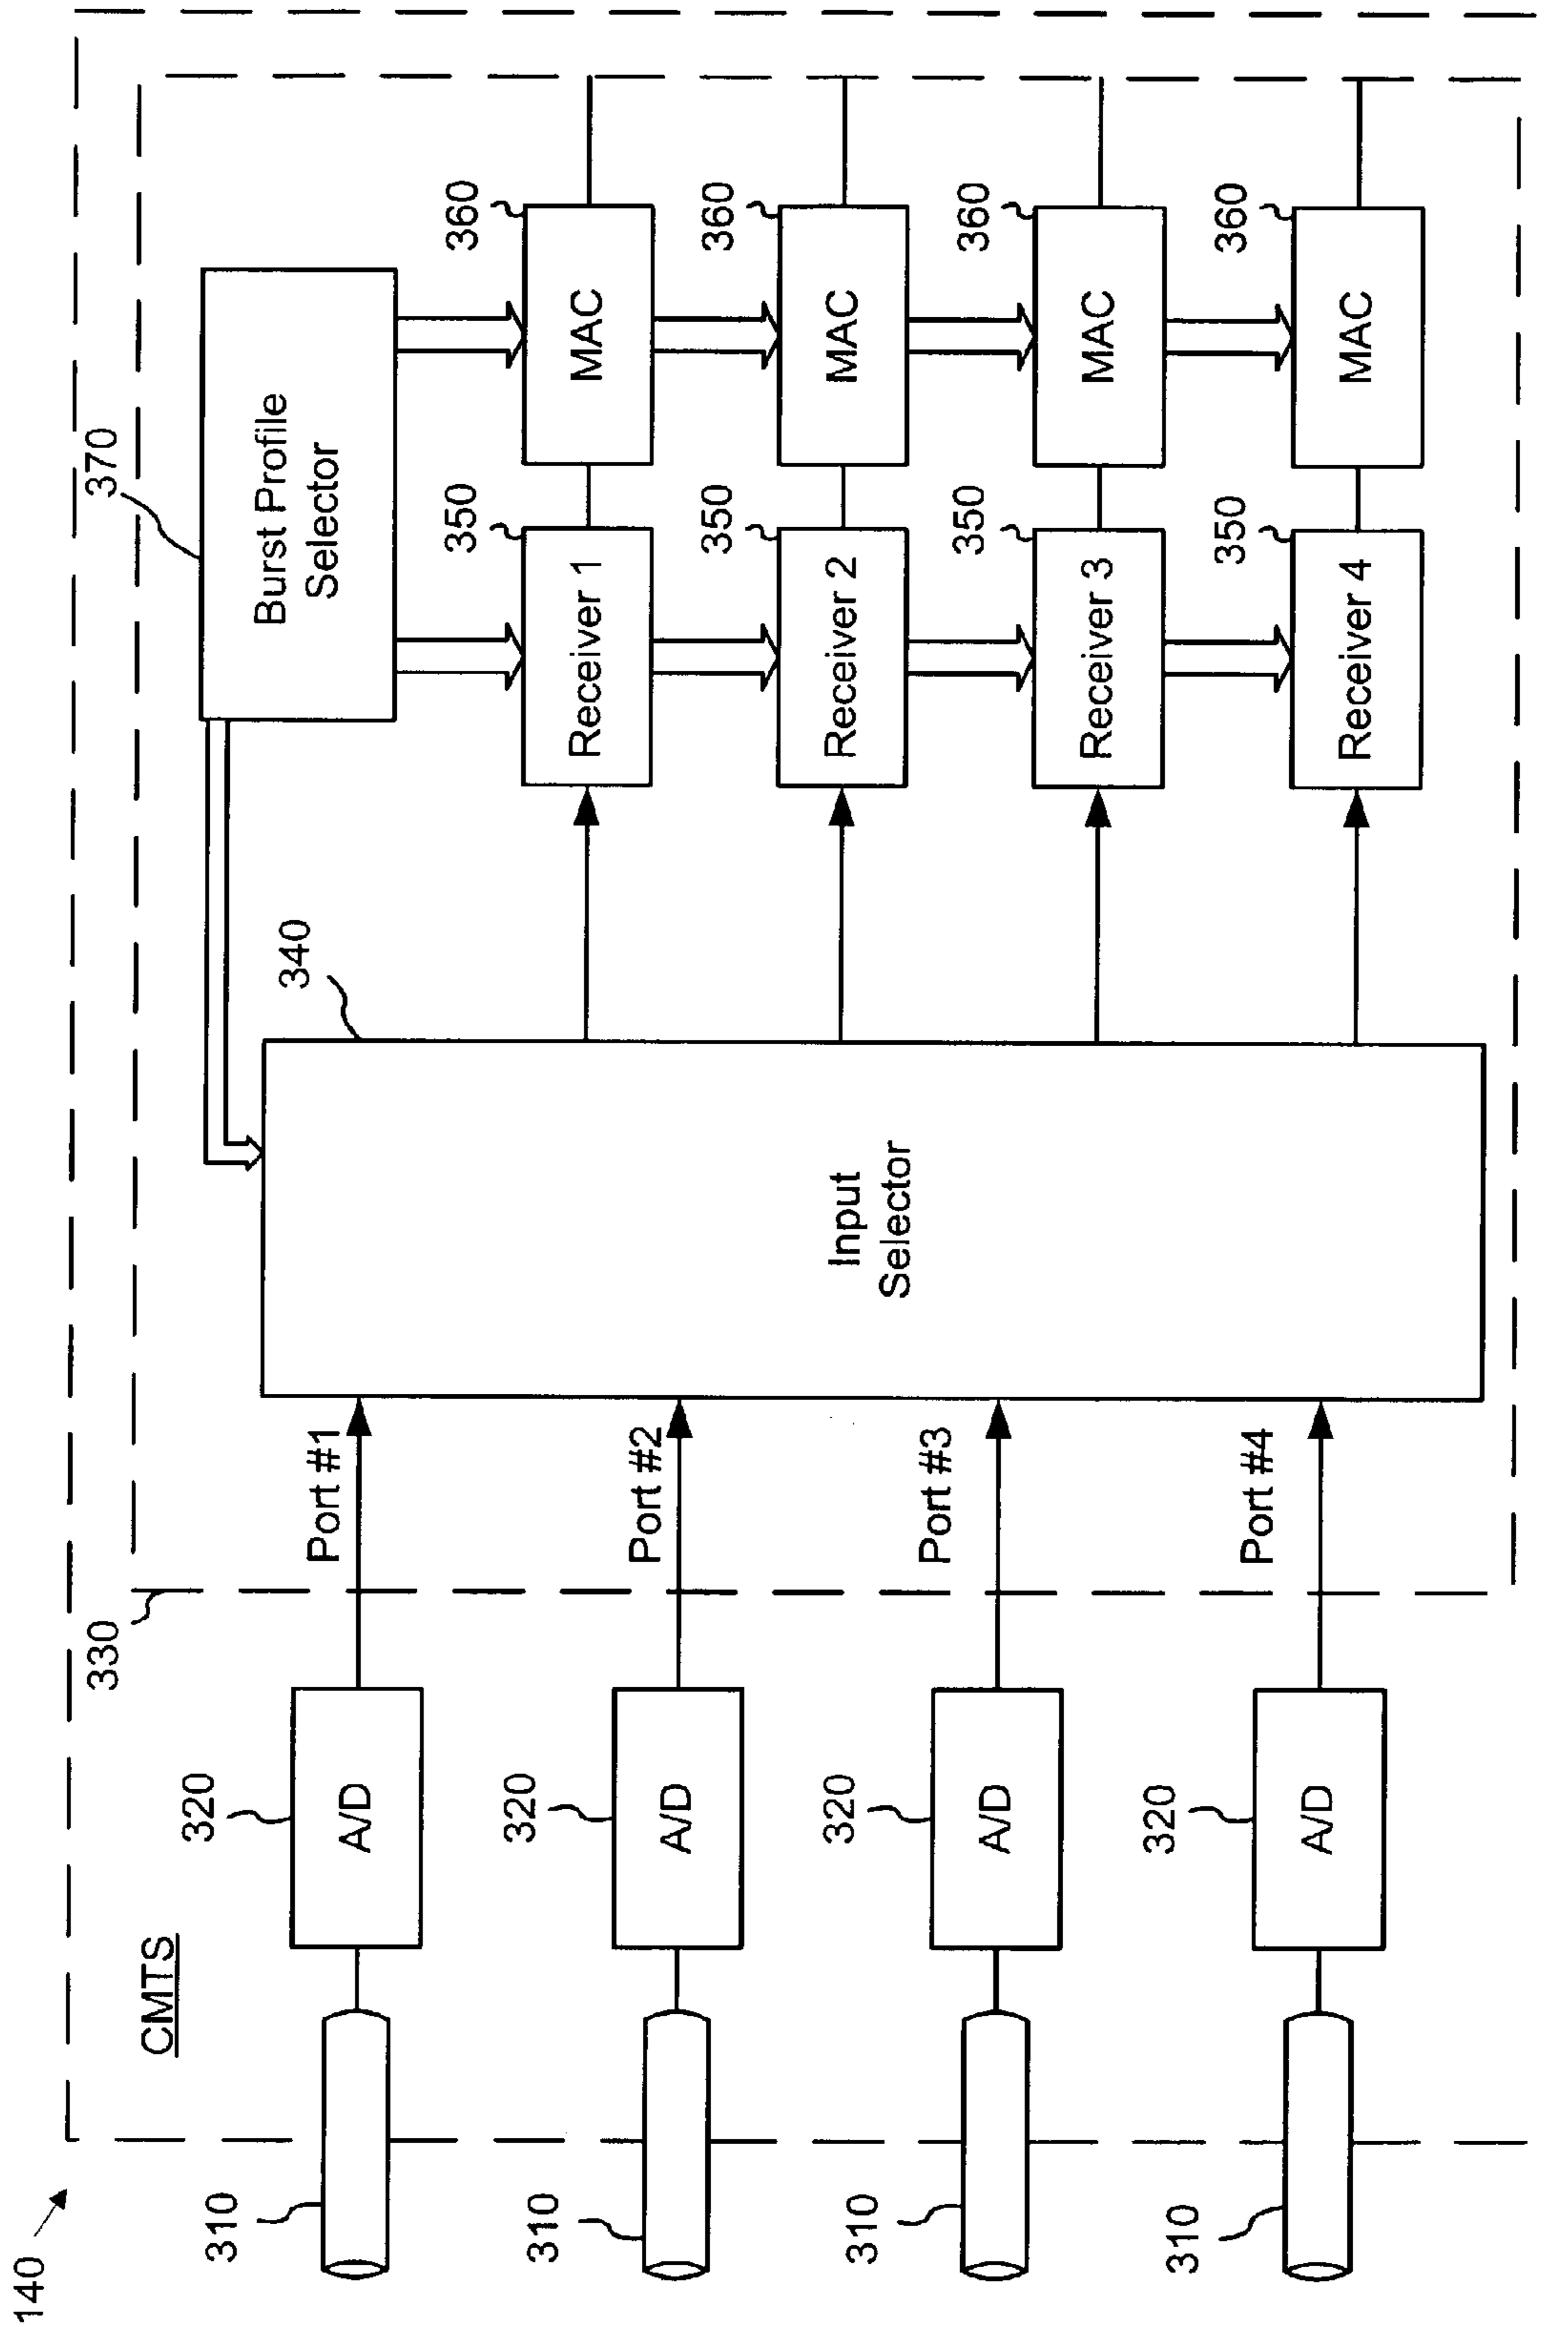 140
CMTS
330
370
Burst Profile
Selector
340
Input
Selector
310
320
A/D
Port #1
350
Receiver 1
360
MAC
310
320
A/D
Port #2
350
Receiver 2
360
MAC
310
320
A/D
Port #3
350
Receiver 3
360
MAC
310
320
A/D
Port #4
350
Receiver 4
360
MAC